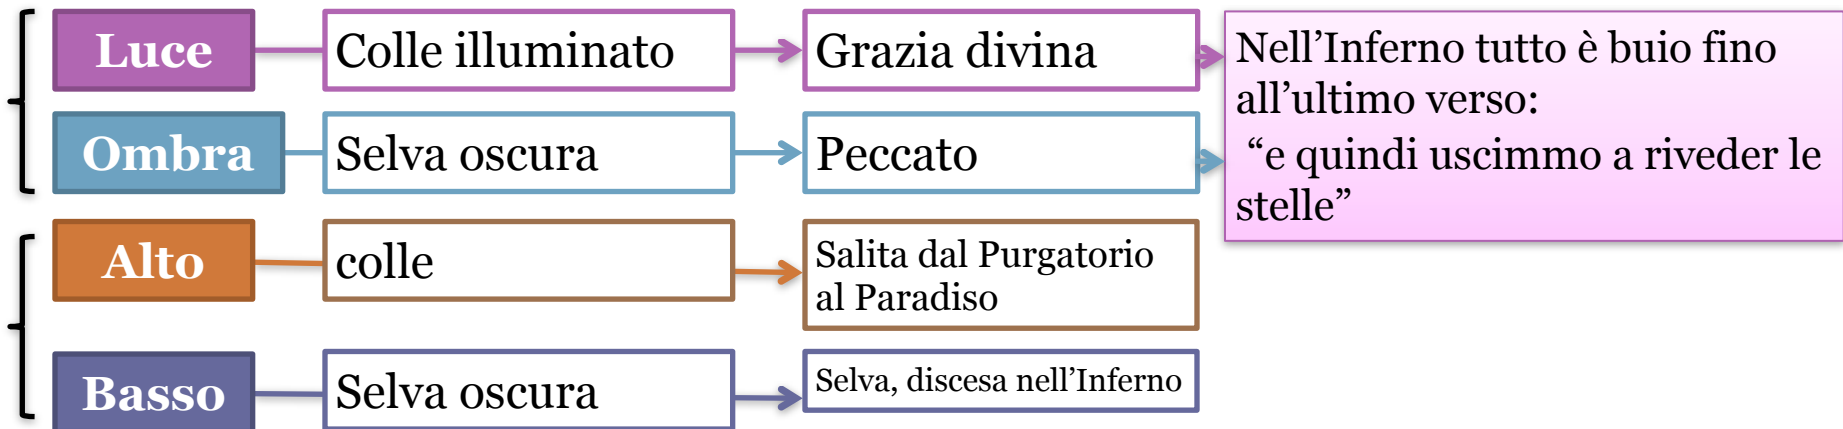 Luce
Colle illuminato
Grazia divina
Nell’Inferno tutto è buio fino
all’ultimo verso:
“e quindi uscimmo a riveder le
stelle”
Ombra
Selva oscura
Peccato
Alto
colle
Salita dal Purgatorio
al Paradiso
Basso
Selva oscura
Selva, discesa nell’Inferno